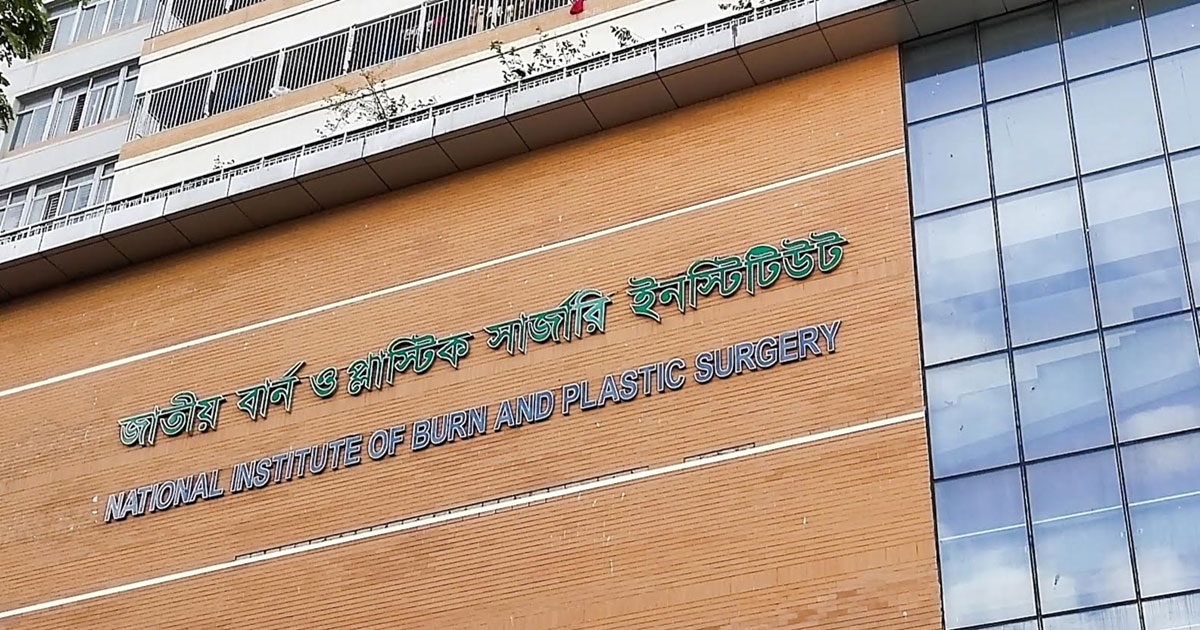 জাতীয় বার্ন ও প্লাস্টিক সার্জারি ইনস্টিটিউট
NATIONAL INSTITUTE OF BURN AND PLASTIC SURGERY